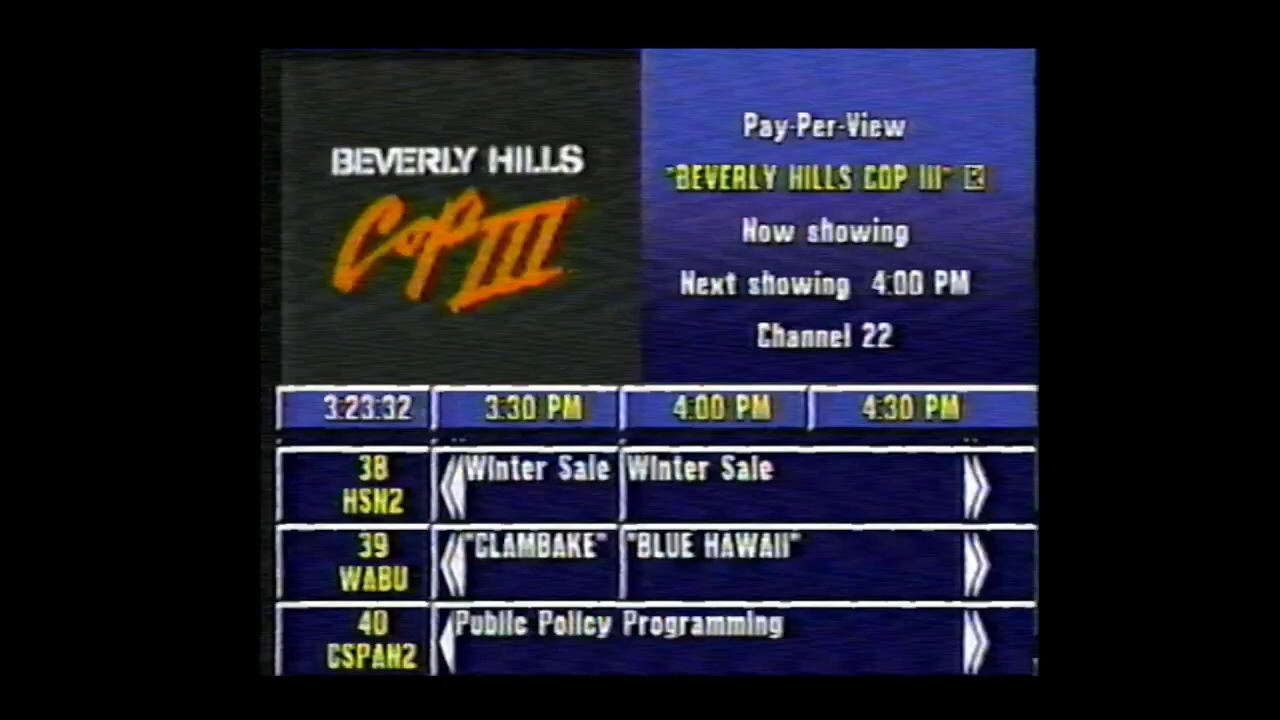 BEVERLY HILLS
Cop III
Pay-Per-View
"BEVERLY HILLS COP III" R
Now showing
Next showing 4:00 PM
Channel 22
3:23:32 3:30 PM 4:00 PM 4:30 PM
38 Winter Sale Winter Sale
HSN2
39 "CLAMBAKE" "BLUE HAWAII"
WABU
40 Public Policy Programming
CSPAN2